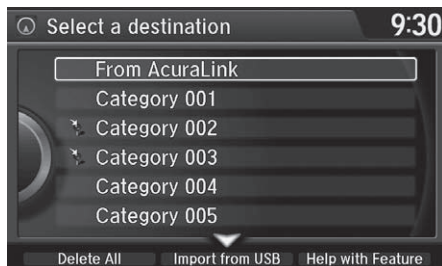 Select a destination 9:30
From AcuraLink
Category 001
Category 002
Category 003
Category 004
Category 005
Delete All Import from USB Help with Feature